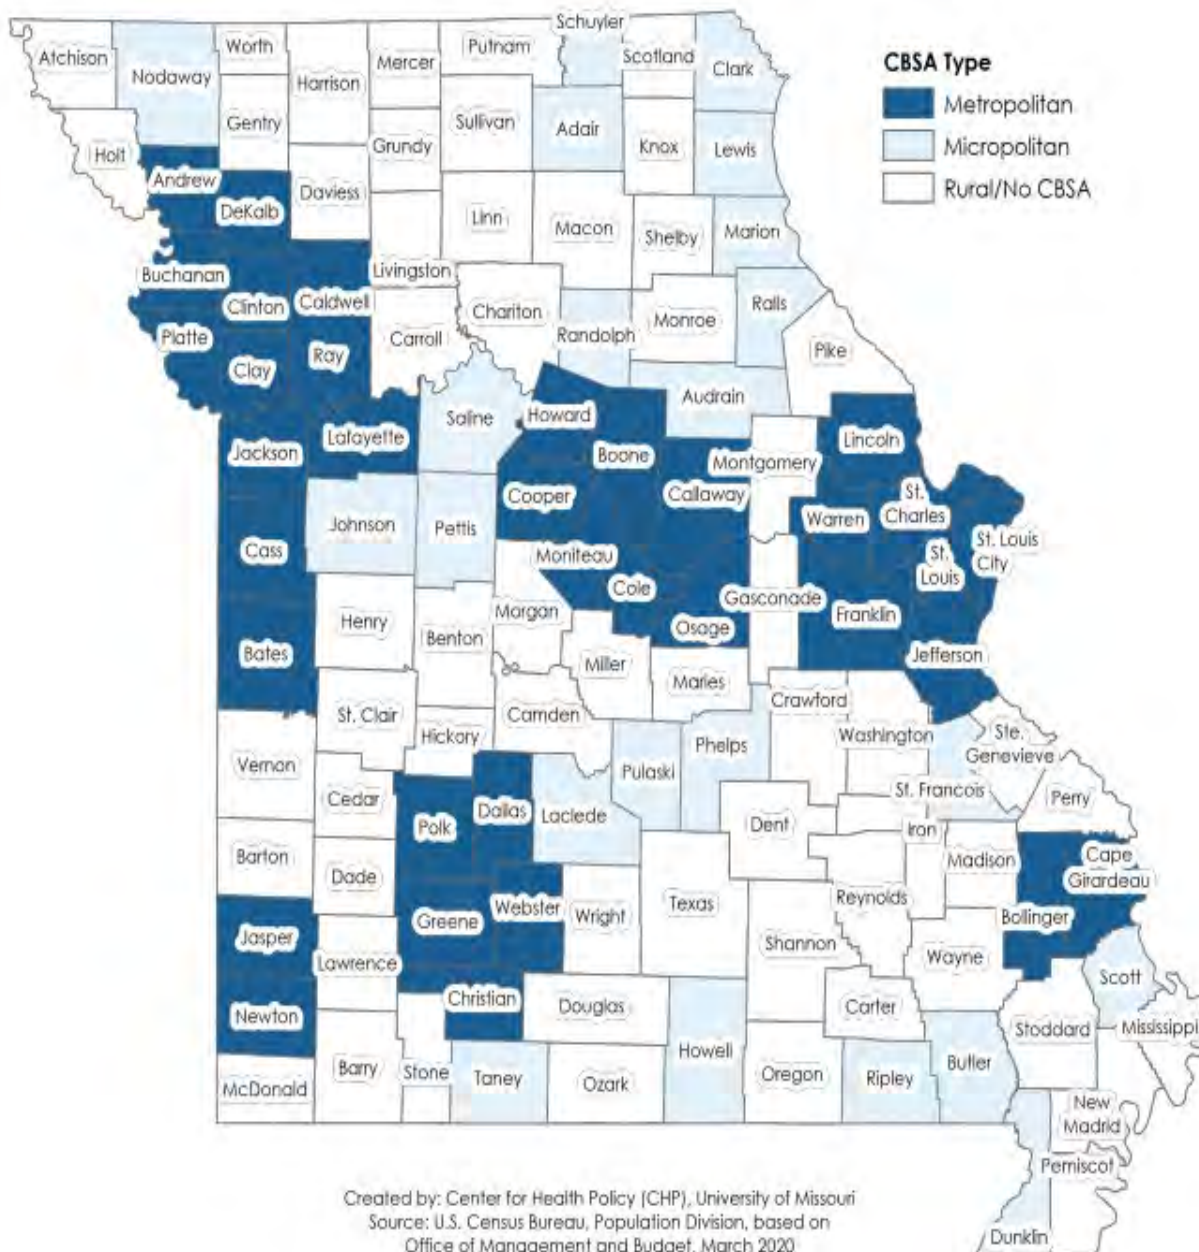 Schuyler
Worth
Putnam
Atchison
Nodaway
Harrison
Mercer
Scotland
Clark
CBSA Type
Metropolitan
Micropolitan
Rural/No CBSA
Gentry
Sullivan
Adair
Holt
Grundy
Knox
Lewis
Andrew
DeKalb
Daviess
Linn
Macon
Shelby
Marion
Buchanan
Livingston
Clinton
Caldwell
Chariton
Randolph
Monroe
Ralls
Platte
Clay
Ray
Carroll
Pike
Audrain
Saline
Howard
Lafayette
Jackson
Boone
Montgomery
Lincoln
Cooper
Callaway
Warren
St.
Charles
Johnson
Pettis
Cass
Moniteau
St.
Louis
St. Louis
City
Cole
Gasconade
Franklin
Henry
Benton
Morgan
Osage
Bates
Miller
Maries
Jefferson
St. Clair
Hickory
Camden
Crawford
Washington
Ste.
Genevieve
Vernon
Pulaski
Phelps
St. Francois
Perry
Cedar
Polk
Dallas
Laclede
Dent
Iron
Barton
Dade
Madison
Cape
Girardeau
Greene
Webster
Wright
Texas
Reynolds
Bollinger
Jasper
Lawrence
Shannon
Wayne
Scott
Newton
Christian
Douglas
Carter
Stoddard
Mississippi
McDonald
Barry
Stone
Taney
Ozark
Howell
Oregon
Ripley
Butler
New
Madrid
Pemiscot
Dunklin
Created by: Center for Health Policy (CHP), University of Missouri
Source: U.S. Census Bureau, Population Division, based on
Office of Management and Budget, March 2020